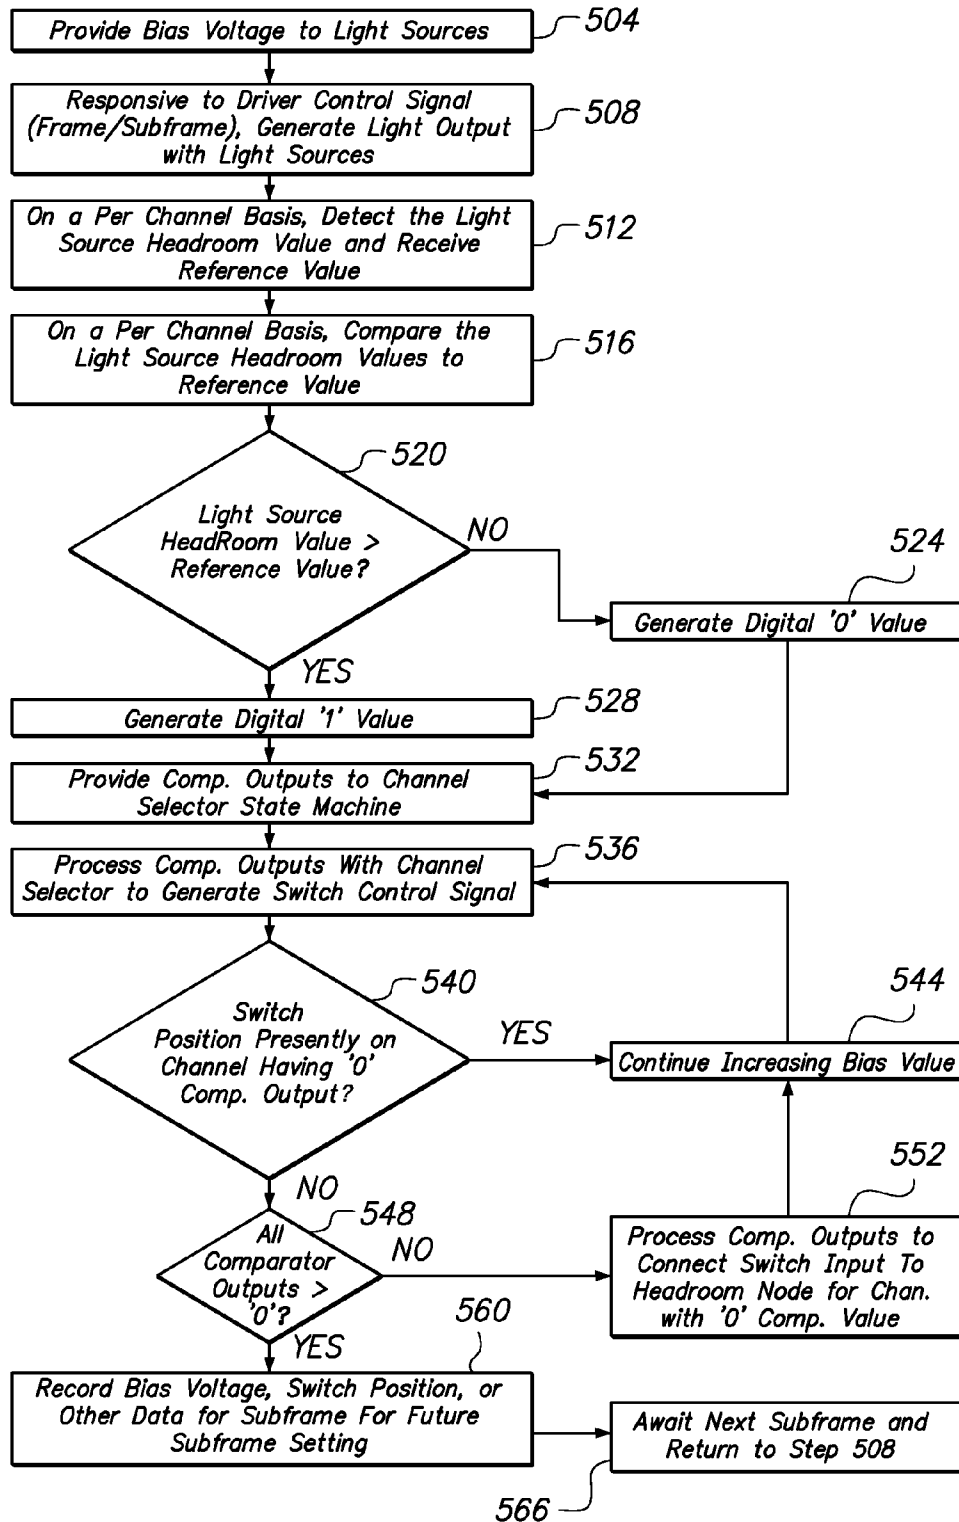 Provide Bias Voltage to Light Sources
504
Responsive to Driver Control Signal
(Frame/Subframe), Generate Light Output
with Light Sources
508
On a Per Channel Basis, Detect the Light
Source Headroom Value and Receive
Reference Value
512
On a Per Channel Basis, Compare the
Light Source Headroom Values to
Reference Value
516
520
Light Source
HeadRoom Value >
Reference Value?
NO
YES
524
Generate Digital '0' Value
Generate Digital '1' Value
528
Provide Comp. Outputs to Channel
Selector State Machine
532
Process Comp. Outputs With Channel
Selector to Generate Switch Control Signal
536
540
Switch
Position Presently on
Channel Having '0'
Comp. Output?
YES
NO
544
Continue Increasing Bias Value
548
All
Comparator
Outputs >
'0'?
NO
YES
552
Process Comp. Outputs to
Connect Switch Input To
Headroom Node for Chan.
with '0' Comp. Value
560
Record Bias Voltage, Switch Position, or
Other Data for Subframe For Future
Subframe Setting
Await Next Subframe and
Return to Step 508
566